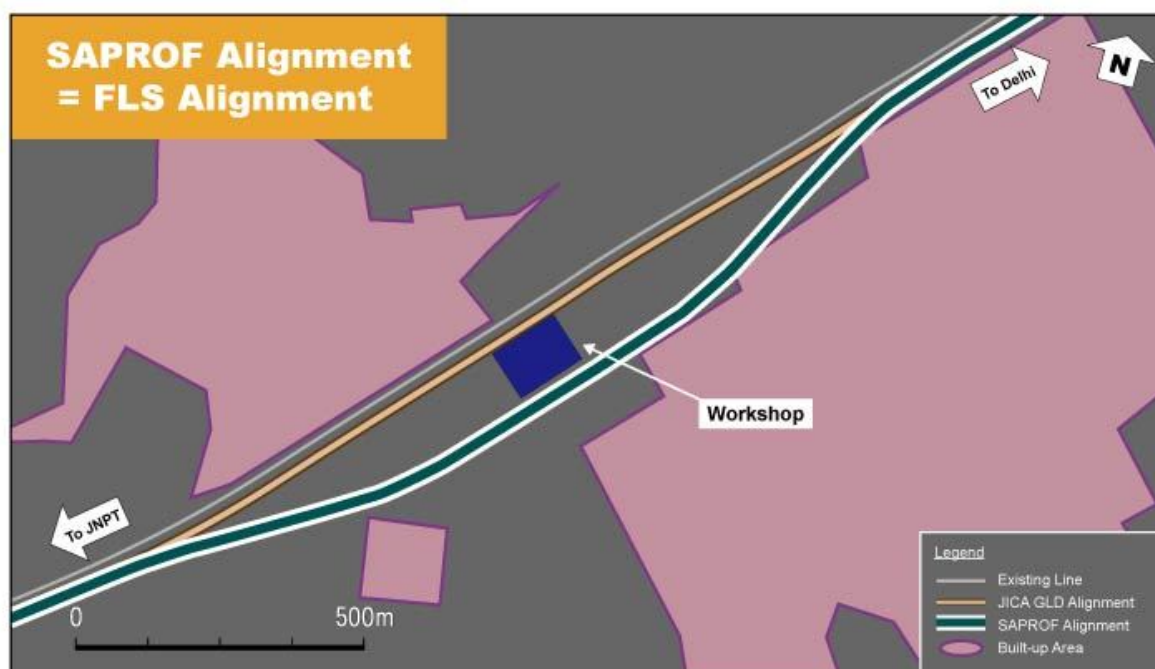 SAPROF Alignment
= FLS Alignment
To Delhi
N
Workshop
To JNPT
0 500m
Legend
Existing Line
JICA GLD Alignment
SAPROF Alignment
Built-up Area